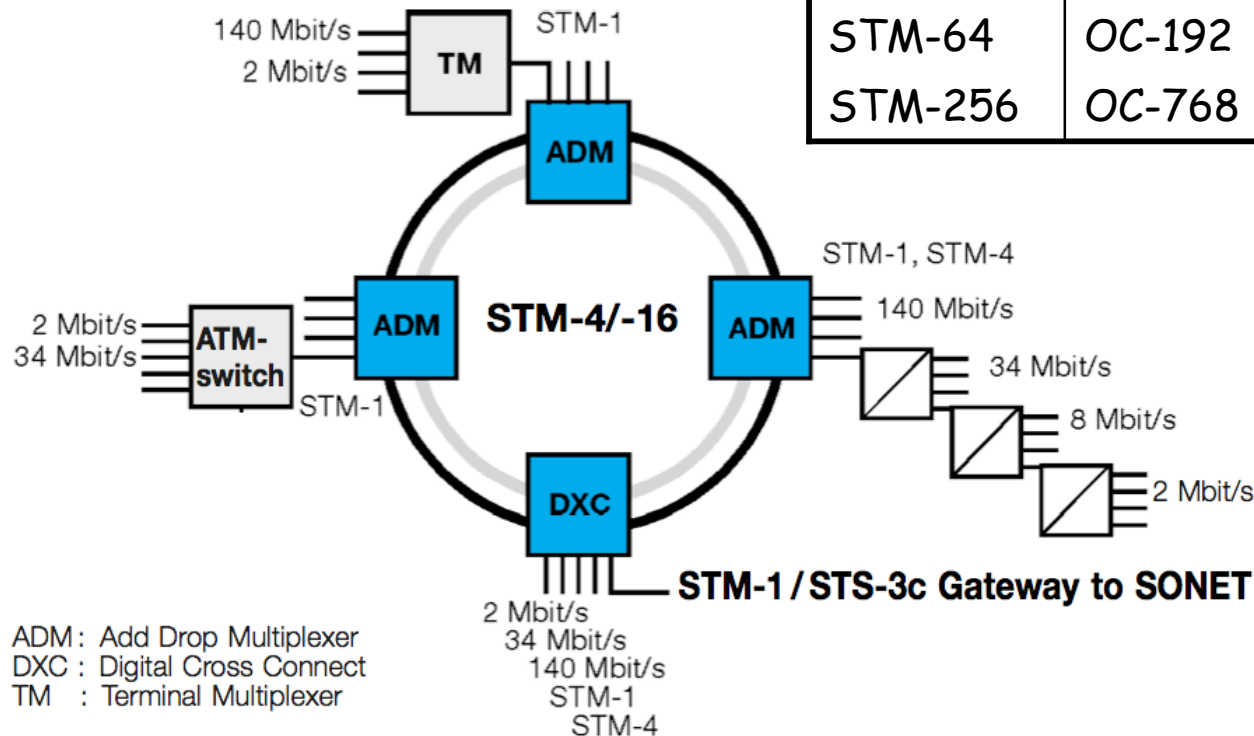 140 Mbit/s
2 Mbit/s
TM
STM-1
STM-64 OC-192
STM-256 OC-768
ADM
STM-1, STM-4
140 Mbit/s
ADM
STM-4/-16
ADM
2 Mbit/s
34 Mbit/s
ATM-
switch
STM-1
34 Mbit/s
8 Mbit/s
2 Mbit/s
DXC
STM-1 / STS-3c Gateway to SONET
2 Mbit/s
34 Mbit/s
140 Mbit/s
STM-1
STM-4
ADM : Add Drop Multiplexer
DXC : Digital Cross Connect
TM : Terminal Multiplexer